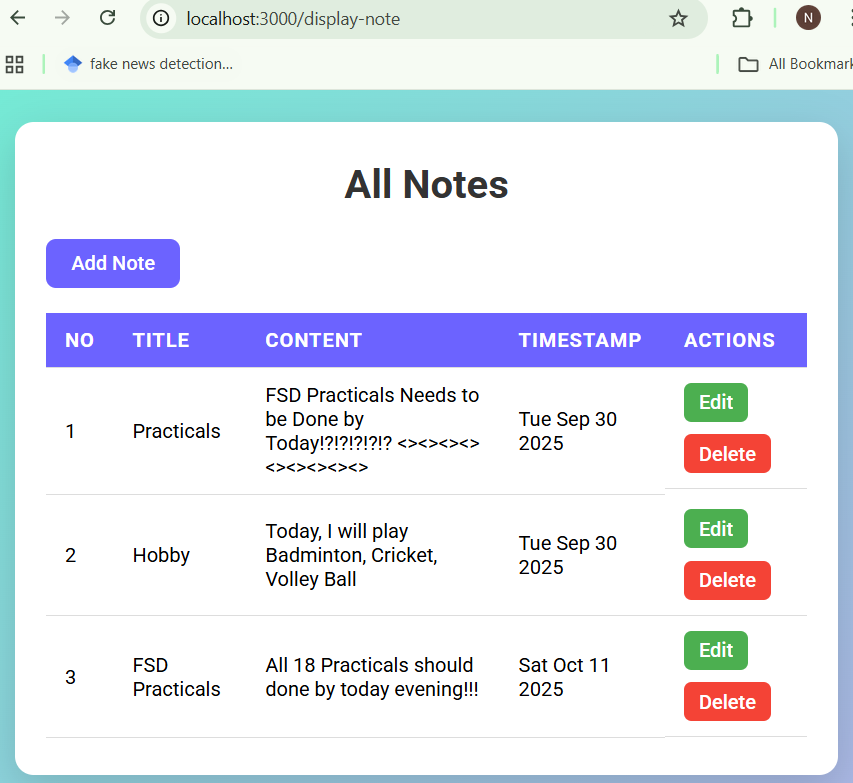 localhost:3000/display-note
N
fake news detection...
All Bookmark
All Notes
Add Note
NO TITLE CONTENT TIMESTAMP ACTIONS
1 Practicals FSD Practicals Needs to
be Done by
Today!?!?!?!?!? <><><><>
<><><><><>
Tue Sep 30
2025
Edit
Delete
2 Hobby Today, I will play
Badminton, Cricket,
Volley Ball
Tue Sep 30
2025
Edit
Delete
3 FSD
Practicals
All 18 Practicals should
done by today evening!!!
Sat Oct 11
2025
Edit
Delete